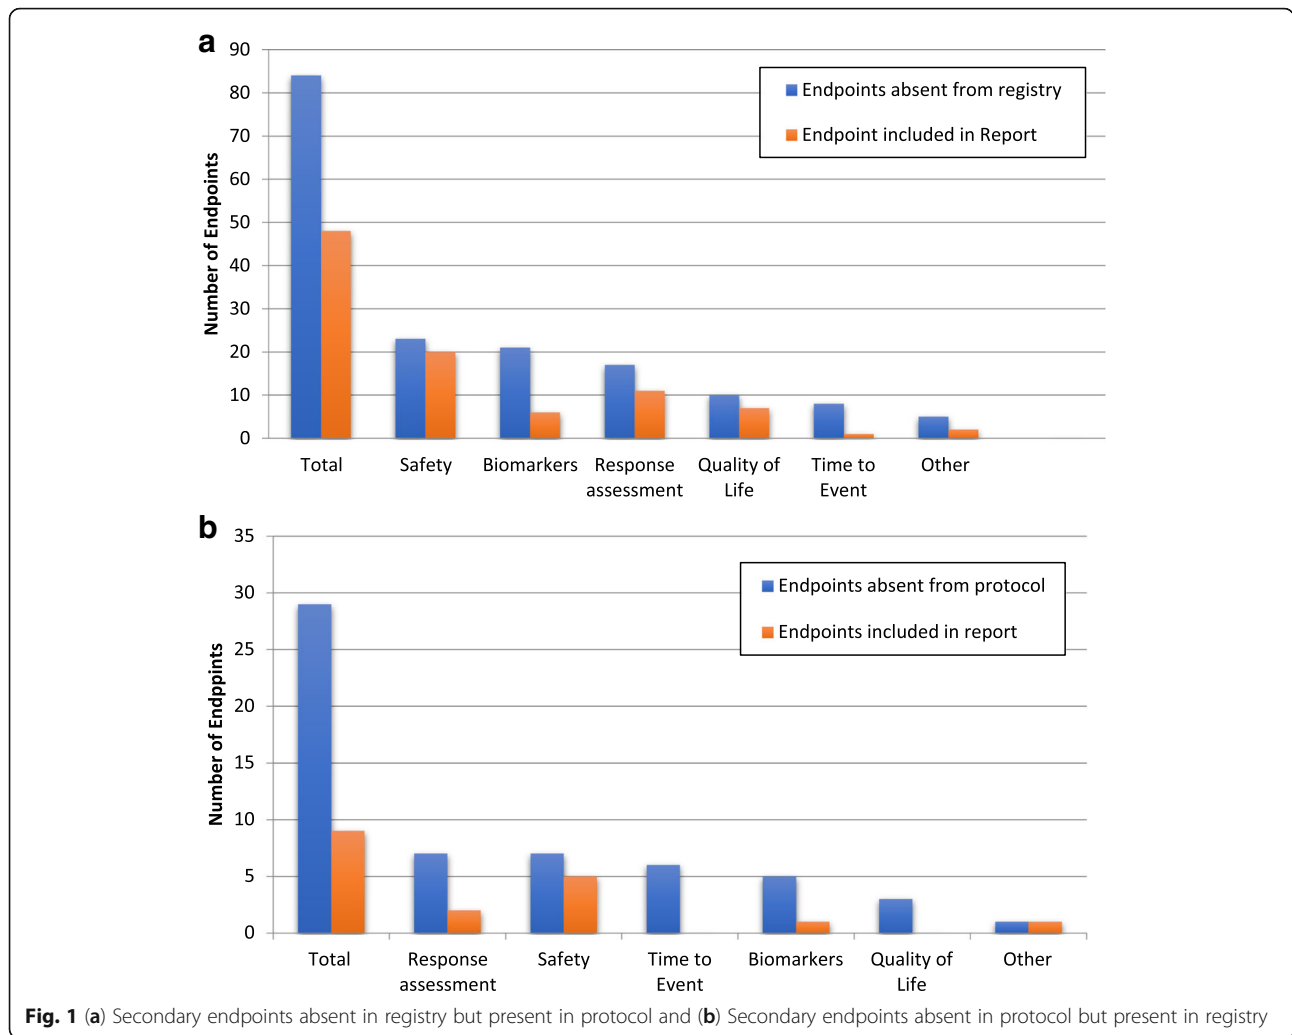 a
90
80
70
60
50
40
30
20
10
0
Number of Endpoints
Endpoints absent from registry
Endpoint included in Report
Total Safety Biomarkers Response Quality of Time to Other
assessment Life Event
b
35
30
25
20
15
10
5
0
Number of Endppints
Endpoints absent from protocol
Endpoints included in report
Total Response Safety Time to Biomarkers Quality of Other
assessment Event Life
Fig. 1 (a) Secondary endpoints absent in registry but present in protocol and (b) Secondary endpoints absent in protocol but present in registry